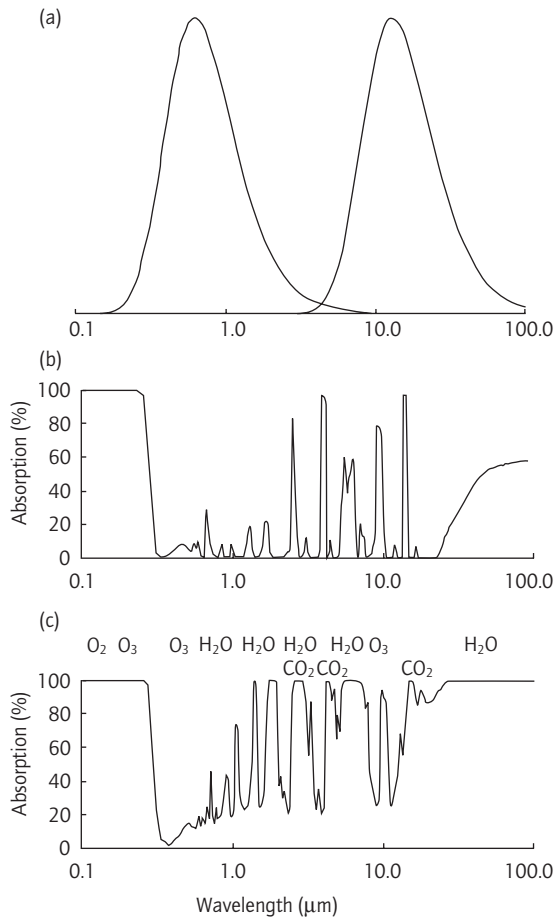 (a)
0.1 1.0 10.0 100.0
(b)
Absorption (%)
100
80
60
40
20
0
0.1 1.0 10.0 100.0
(c)
O₂ O₃ O₃ H₂O H₂O H₂O H₂O O₃ H₂O
CO₂ CO₂ CO₂
Absorption (%)
100
80
60
40
20
0
0.1 1.0 10.0 100.0
Wavelength (μm)